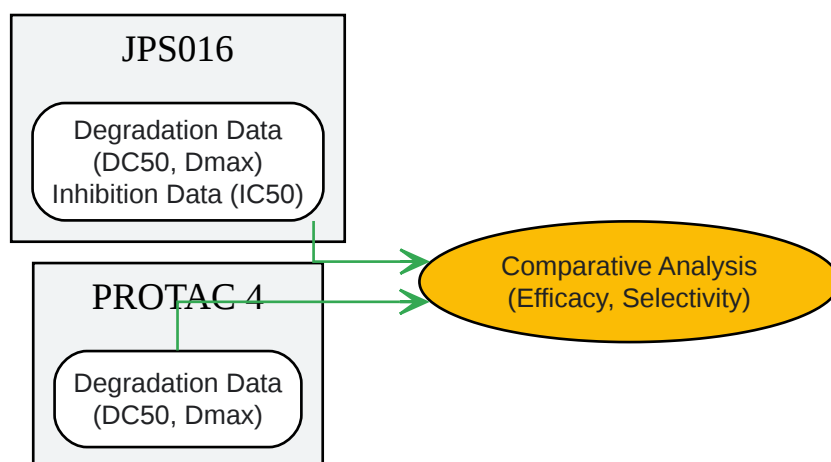 JPS016
Degradation Data
(DC50, Dmax)
Inhibition Data (IC50)
Comparative Analysis
(Efficacy, Selectivity)
PROTAC 4
Degradation Data
(DC50, Dmax)